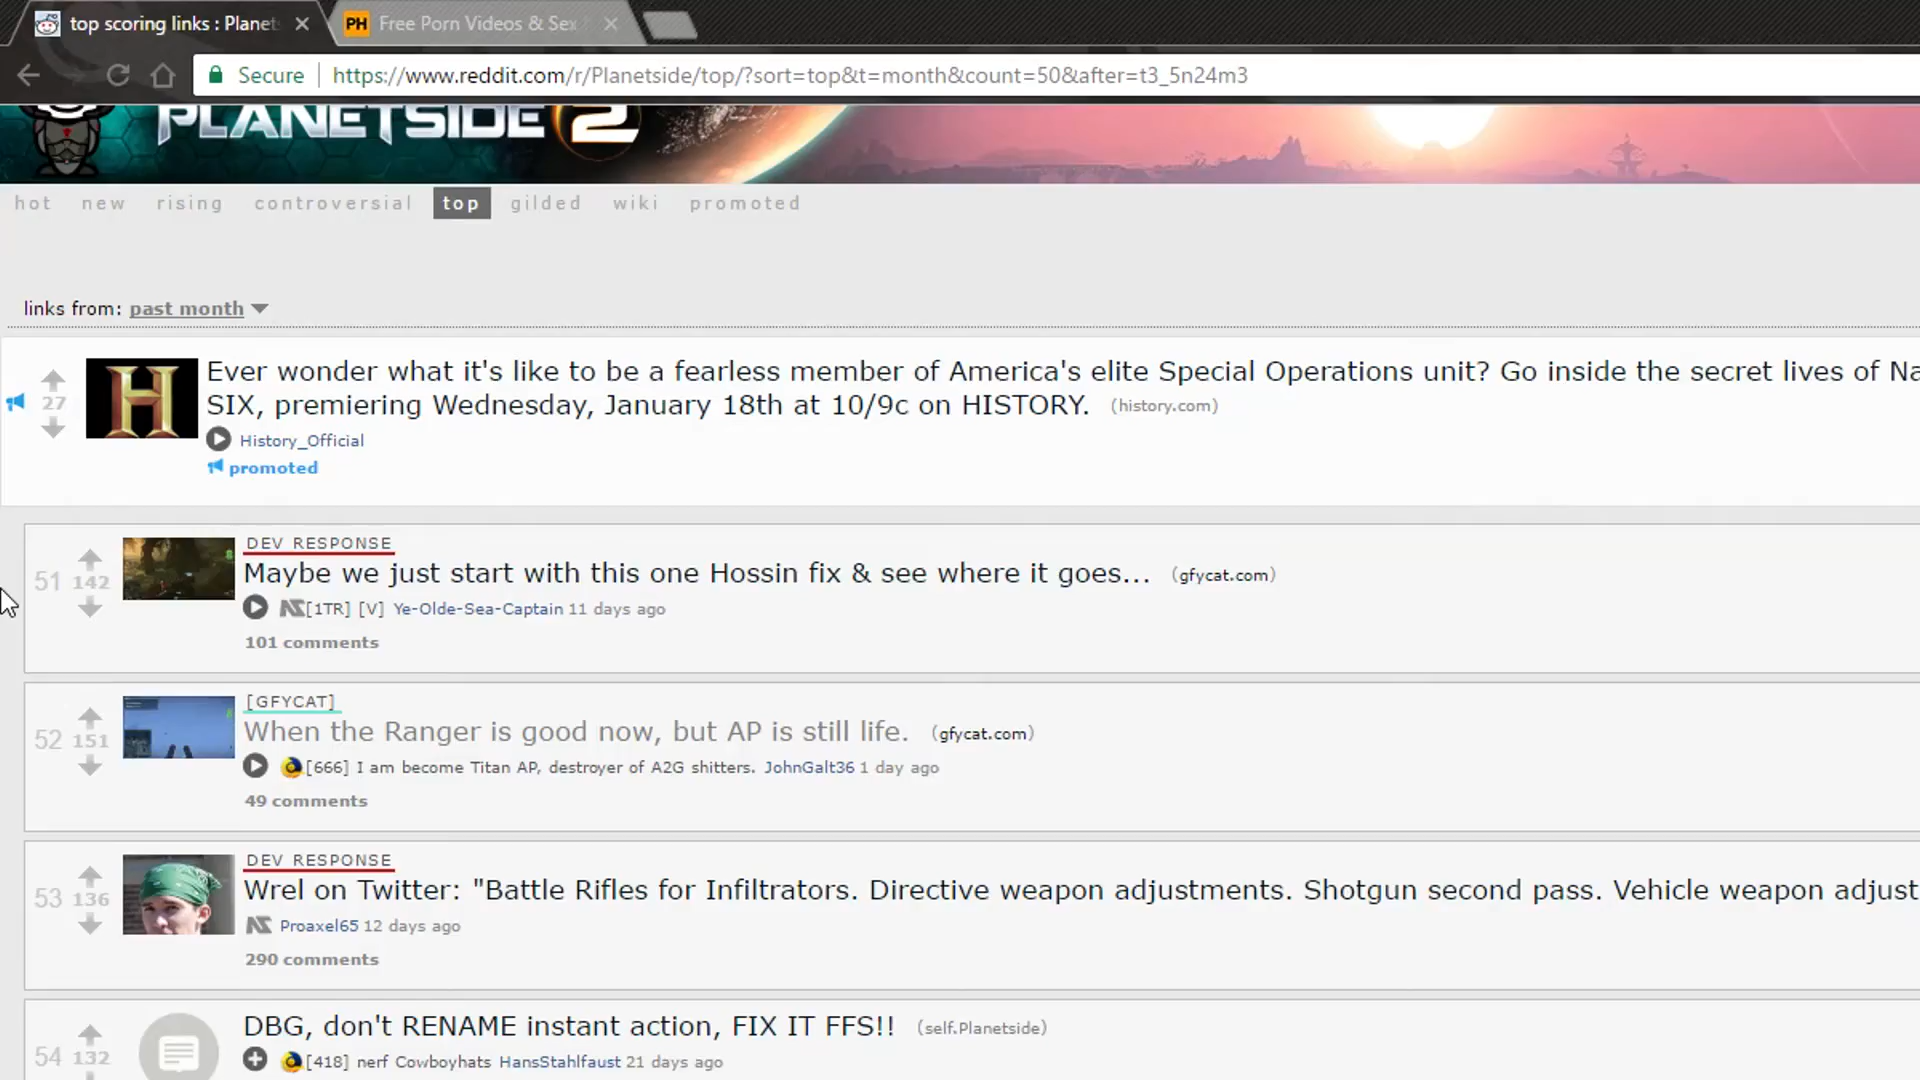 top scoring links : Planet
PH Free Porn Videos & Sex
Secure https://www.reddit.com/r/Planetside/top/?sort=top&t=month&count=50&after=t3_5n24m3
PLANETSIDE 2
hot new rising controversial top gilded wiki promoted
links from: past month
Ever wonder what it's like to be a fearless member of America's elite Special Operations unit? Go inside the secret lives of Na
27
H
SIX, premiering Wednesday, January 18th at 10/9c on HISTORY. (history.com)
History_Official
promoted
DEV RESPONSE
51 142 Maybe we just start with this one Hossin fix & see where it goes... (gfycat.com)
[1TR] [V] Ye-Olde-Sea-Captain 11 days ago
101 comments
[GFYCAT]
52 151 When the Ranger is good now, but AP is still life. (gfycat.com)
[666] I am become Titan AP, destroyer of A2G shitters. JohnGalt36 1 day ago
49 comments
DEV RESPONSE
53 136 Wrel on Twitter: "Battle Rifles for Infiltrators. Directive weapon adjustments. Shotgun second pass. Vehicle weapon adjust
Proaxel65 12 days ago
290 comments
DBG, don't RENAME instant action, FIX IT FFS!! (self.Planetside)
54 132 [418] nerf Cowboyhats HansStahlfaust 21 days ago